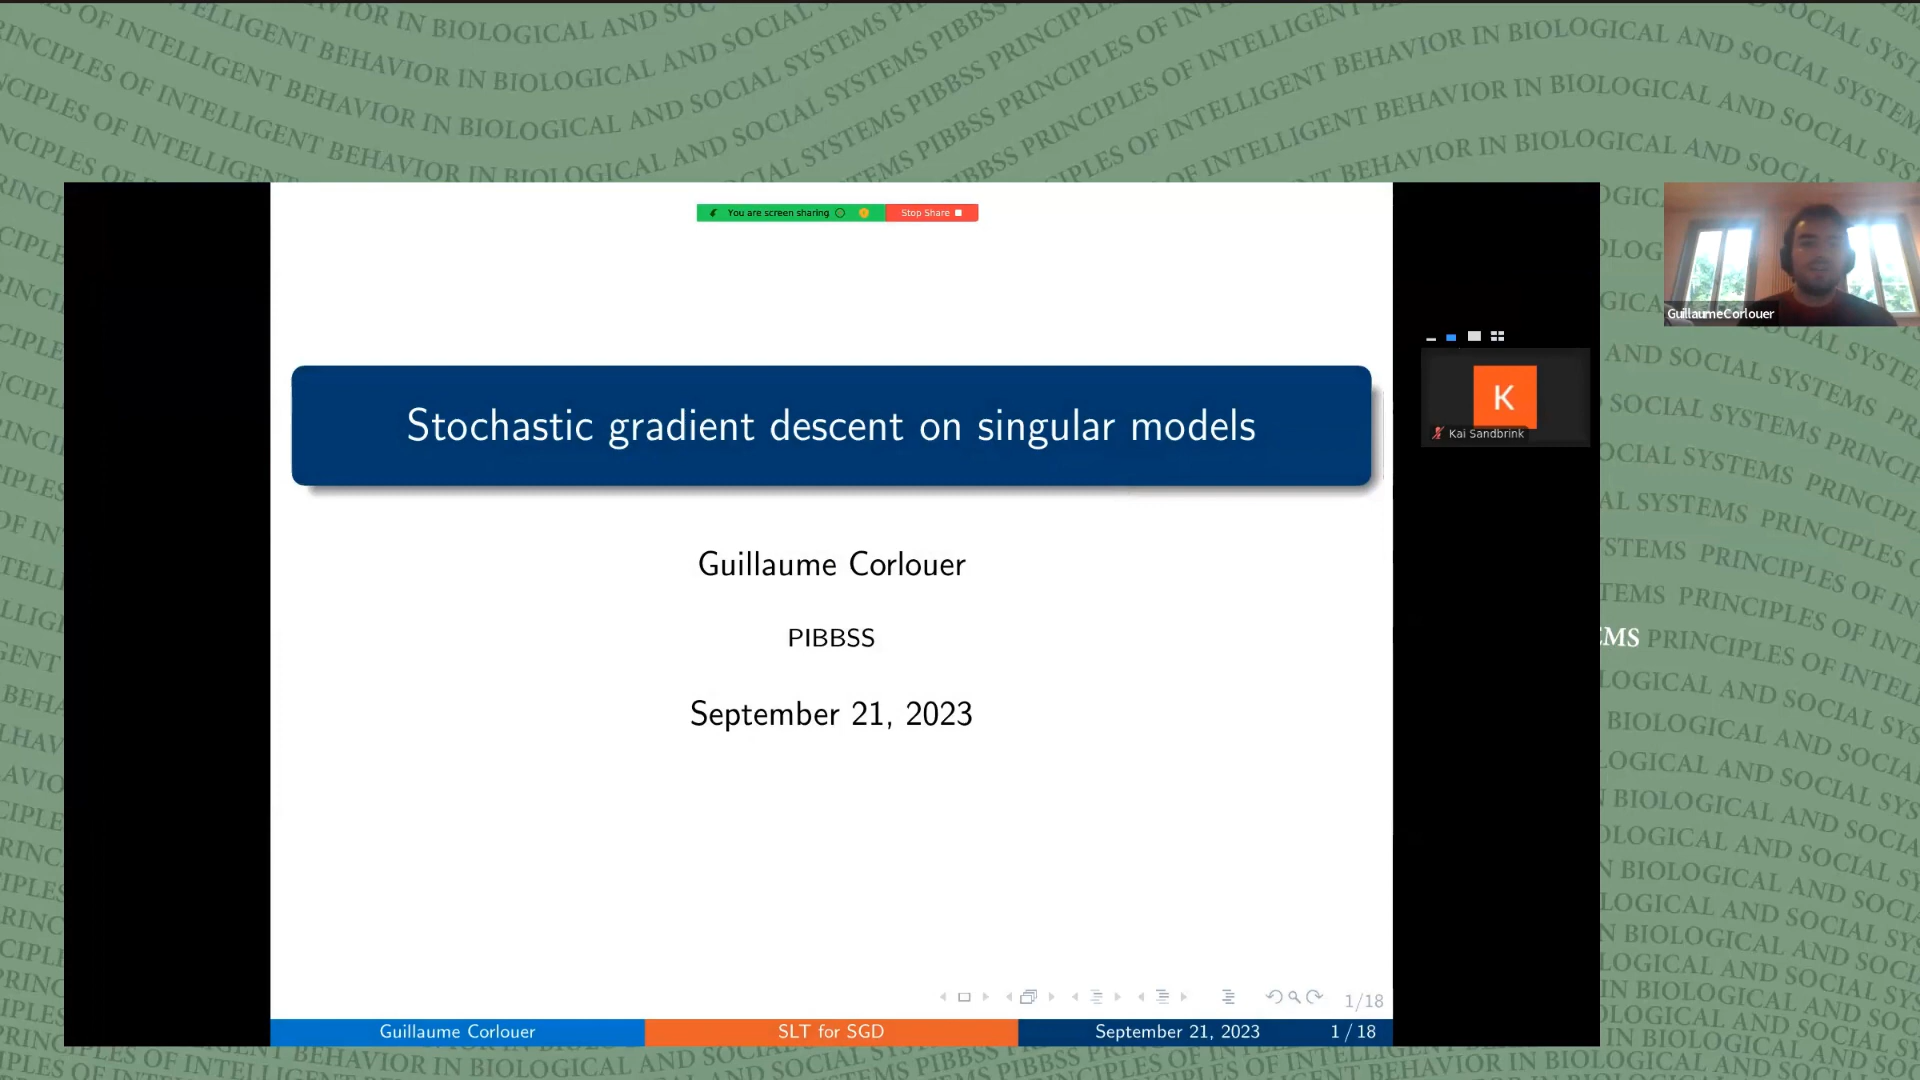 You are screen sharing
Stop Share
GuillaumeCorlouer
Stochastic gradient descent on singular models
K
Kai Sandbrink
Guillaume Corlouer
PIBBSS
September 21, 2023
EMS
1/18
Guillaume Corlouer
SLT for SGD
September 21, 2023
1 / 18
PRINCIPLES OF INTELLIGENT BEHAVIOR IN BIOLOGICAL AND SOCIAL SYSTEMS PIBBSS